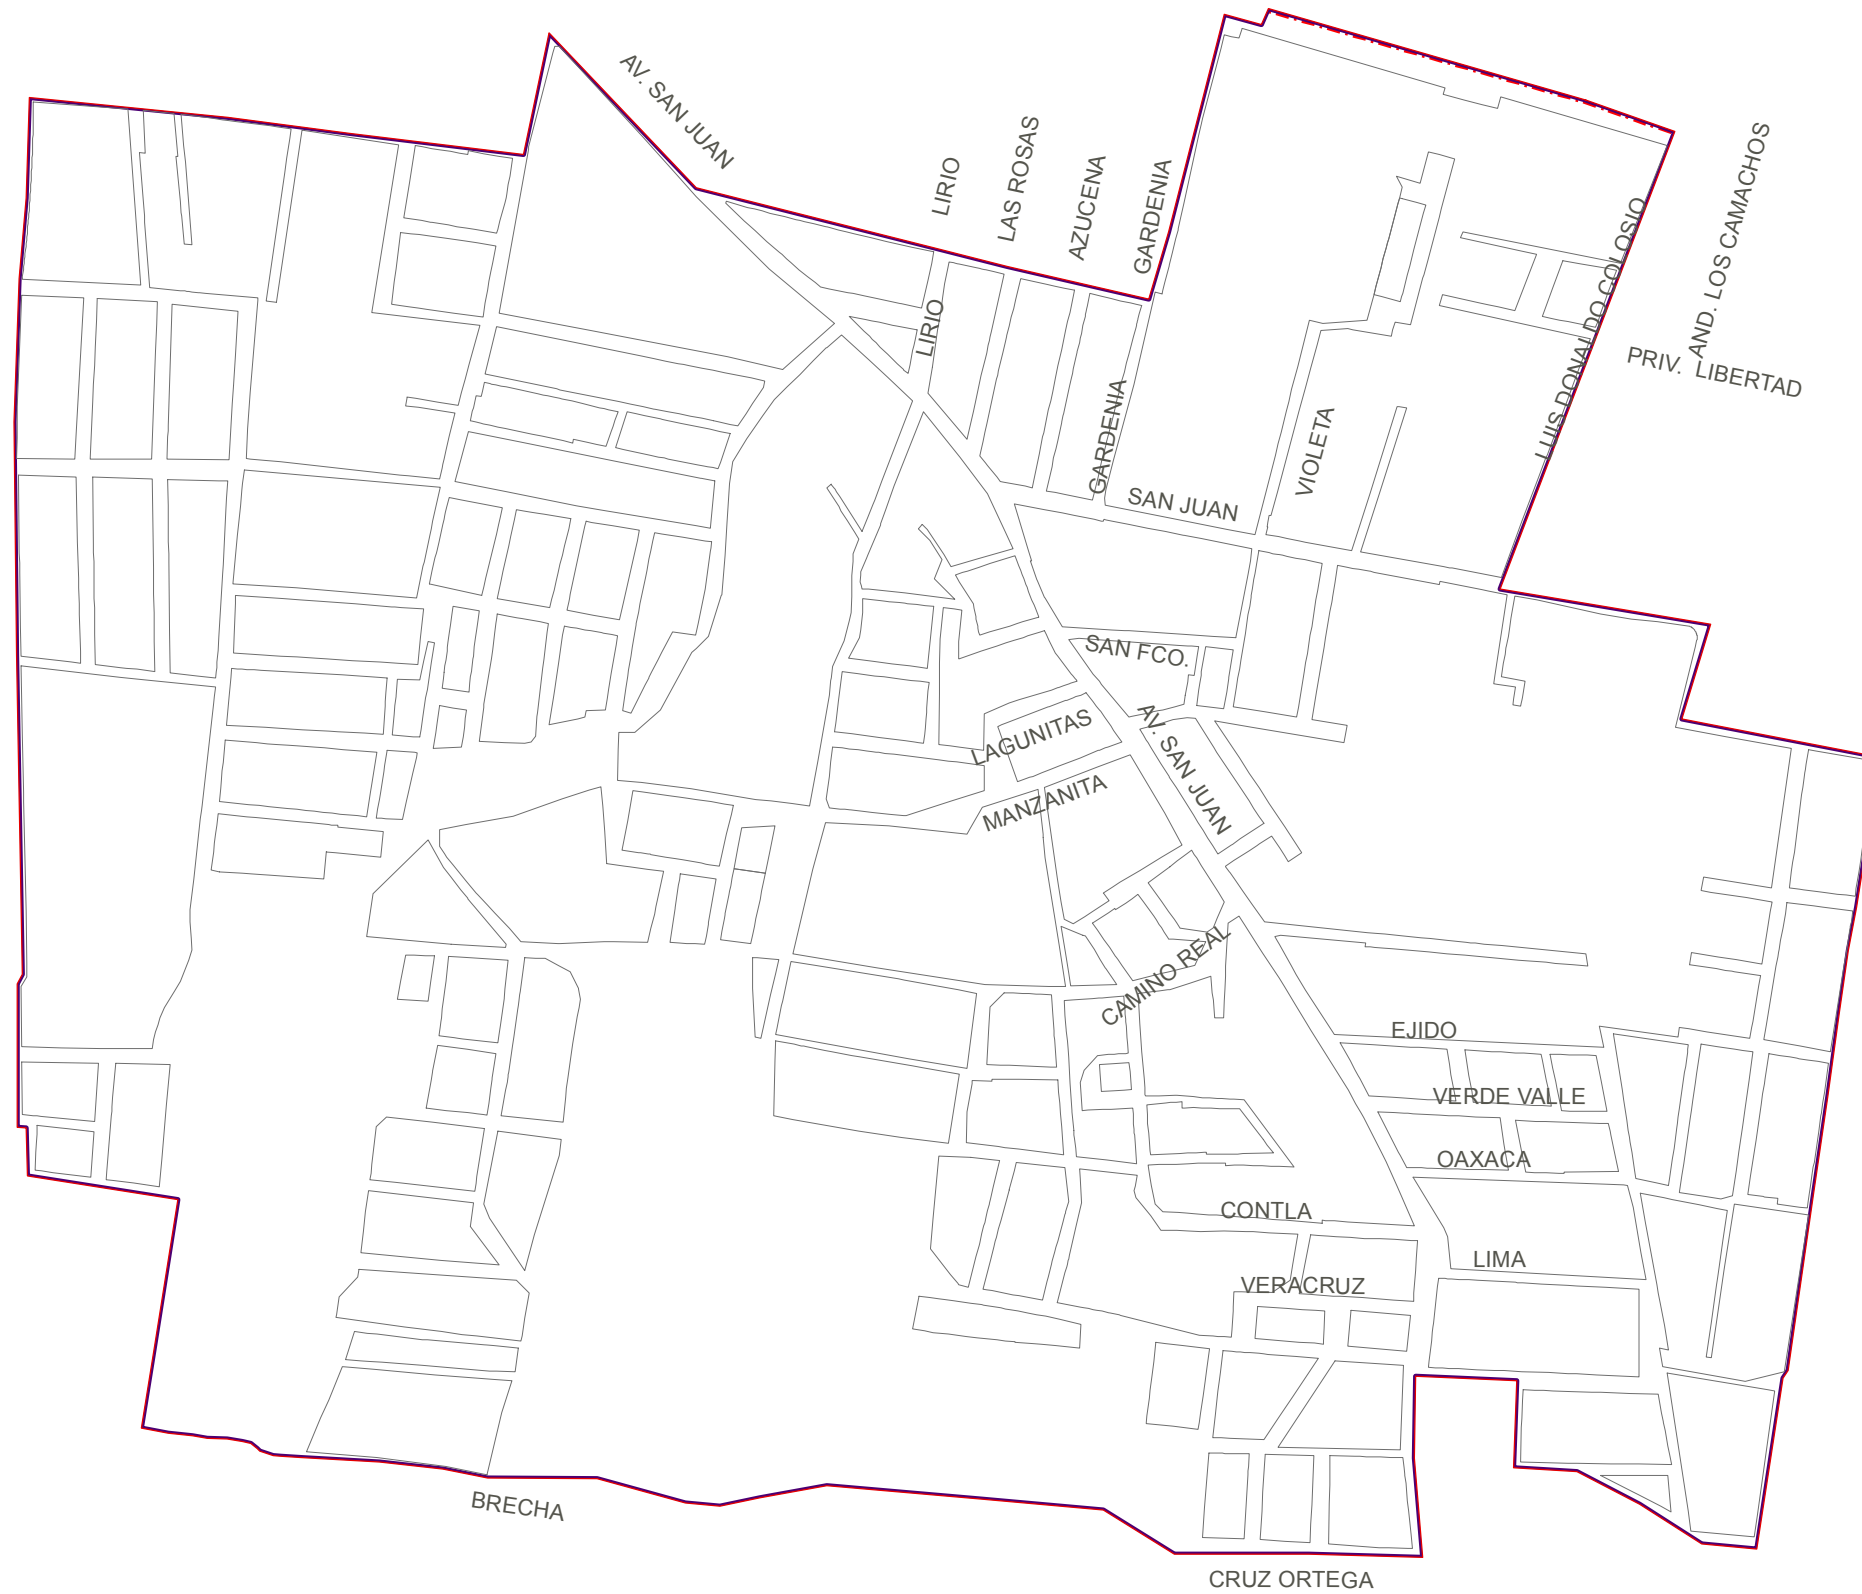 AV. SAN JUAN
LIRIO
LAS ROSAS
AZUCENA
GARDENIA
AND. LOS CAMACHOS
LUIS DONALDO COLOSIO
PRIV. LIBERTAD
LIRIO
GARDENIA
VIOLETA
SAN JUAN
SAN FCO.
LAGUNITAS
AV. SAN JUAN
MANZANITA
CAMINO REAL
EJIDO
VERDE VALLE
OAXACA
CONTLA
LIMA
VERACRUZ
BRECHA
CRUZ ORTEGA